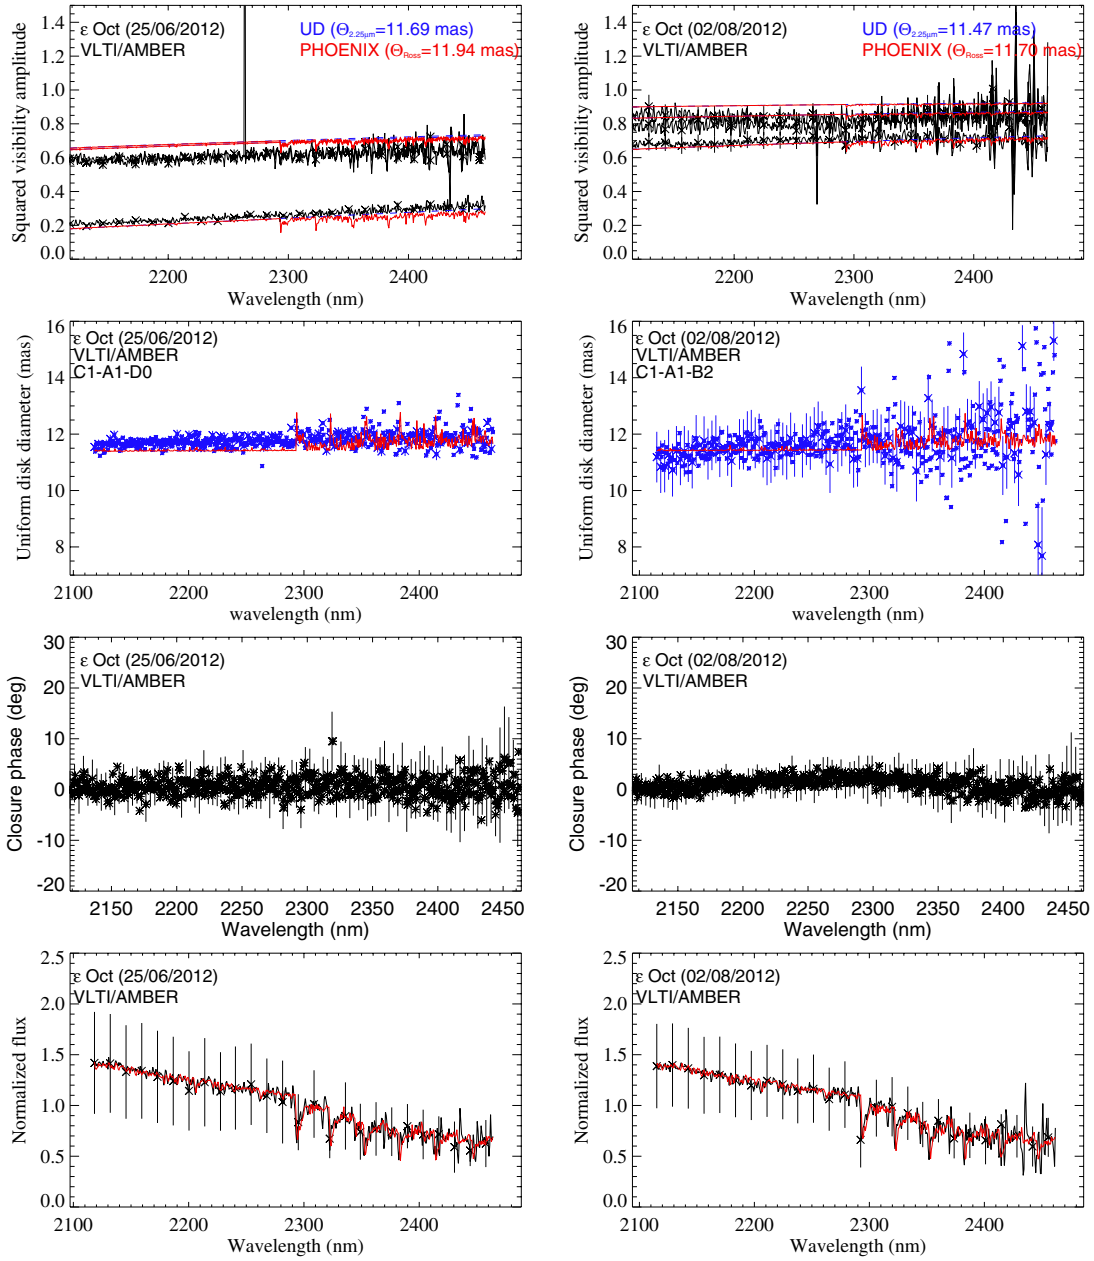 ε Oct (25/06/2012)
VLTI/AMBER
UD (Θ2.25μm=11.69 mas)
PHOENIX (ΘRoss=11.94 mas)
Squared visibility amplitude
1.4
1.2
1.0
0.8
0.6
0.4
0.2
0.0
2200 2300 2400
Wavelength (nm)
ε Oct (02/08/2012)
VLTI/AMBER
UD (Θ2.25μm=11.47 mas)
PHOENIX (ΘRoss=11.70 mas)
Squared visibility amplitude
1.4
1.2
1.0
0.8
0.6
0.4
0.2
0.0
2200 2300 2400
Wavelength (nm)
ε Oct (25/06/2012)
VLTI/AMBER
C1-A1-D0
Uniform disk diameter (mas)
16
14
12
10
8
2100 2200 2300 2400
wavelength (nm)
ε Oct (02/08/2012)
VLTI/AMBER
C1-A1-B2
Uniform disk diameter (mas)
16
14
12
10
8
2100 2200 2300 2400
wavelength (nm)
ε Oct (25/06/2012)
VLTI/AMBER
Closure phase (deg)
30
20
10
0
-10
-20
2150 2200 2250 2300 2350 2400 2450
Wavelength (nm)
ε Oct (02/08/2012)
VLTI/AMBER
Closure phase (deg)
30
20
10
0
-10
-20
2150 2200 2250 2300 2350 2400 2450
Wavelength (nm)
ε Oct (25/06/2012)
VLTI/AMBER
Normalized flux
2.5
2.0
1.5
1.0
0.5
0.0
2100 2200 2300 2400
Wavelength (nm)
ε Oct (02/08/2012)
VLTI/AMBER
Normalized flux
2.5
2.0
1.5
1.0
0.5
0.0
2100 2200 2300 2400
Wavelength (nm)